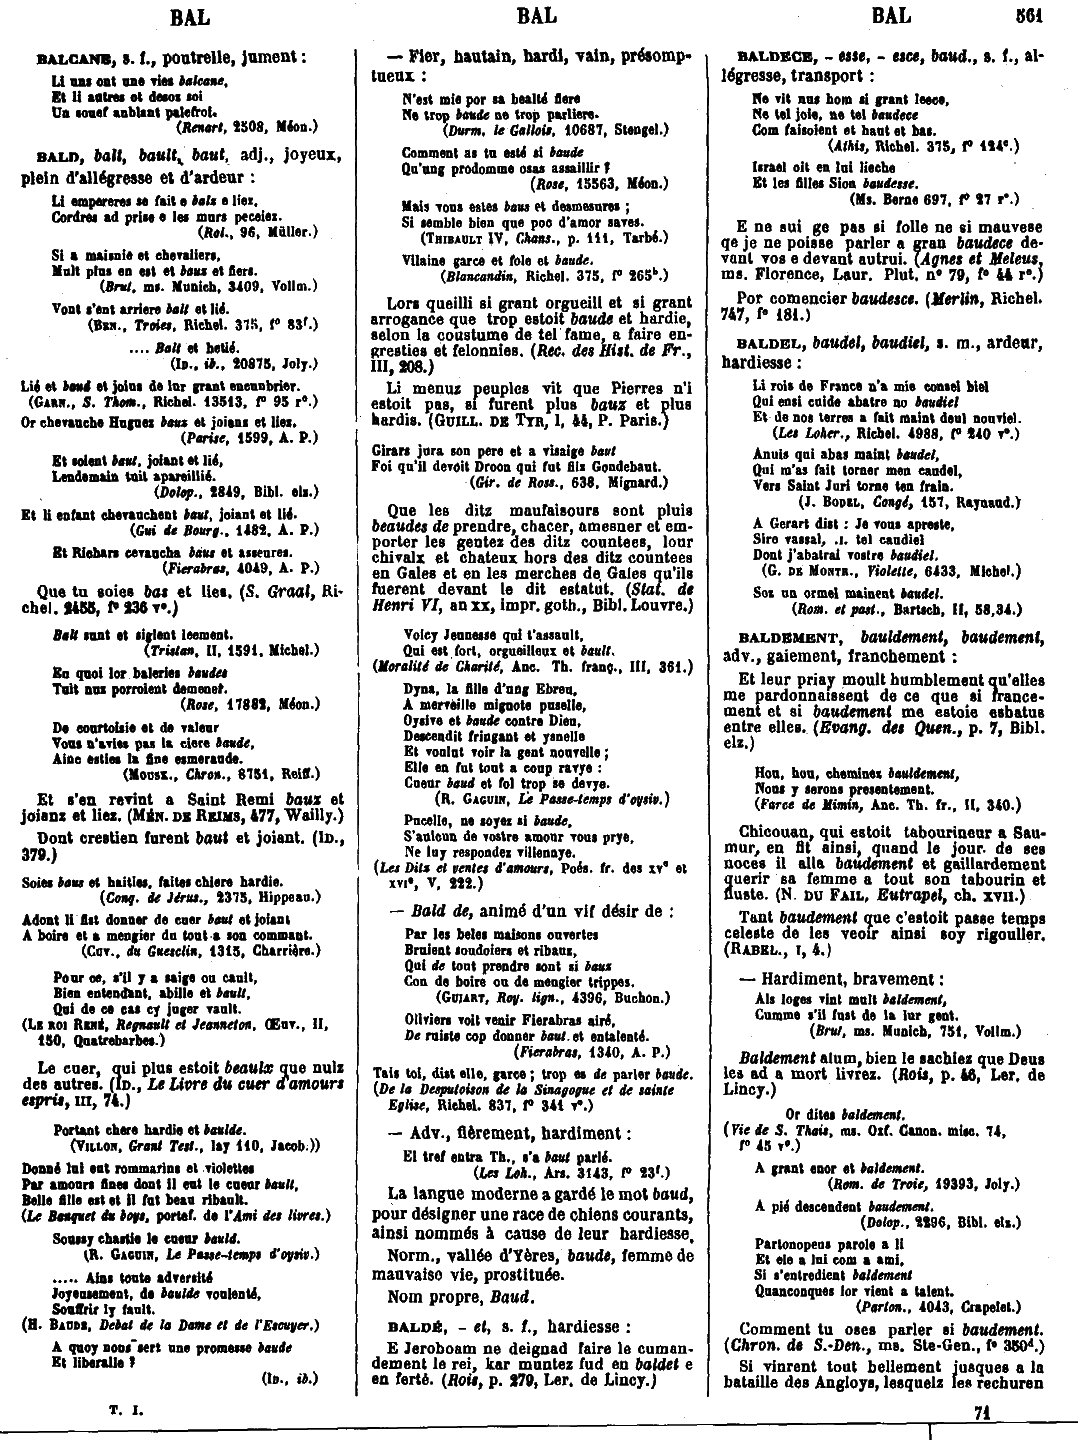 BAL
BAL
BAL 561
BALCANE, s. f., poutrelle, jument :
Li uns ont une vies balcane,
Et li autres et desoz soi
Un souef anblant palefroi.
(Renart, 2508, Méon.)
BALD, balt, bault, baut, adj., joyeux,
plein d'allégresse et d'ardeur :
Li empereres se fait e balz e liez,
Cordres ad prise e les murs peceiez.
(Rol., 96, Müller.)
Si a maisnie et chevaliers,
Mult plus en est et baus et fiers.
(Brut, ms. Munich, 3409, Vollm.)
Vont s'ent arriere balt et lié.
(BEN., Troies, Richel. 375, f° 83f.)
.... Balt et hetié.
(ID., ib., 20875, Joly.)
Lié et baud et joius de lur grant encunbrier.
(GARN., S. Thom., Richel. 13513, f° 95 r°.)
Or chevauche Hugues baus et joians et liez.
(Parise, 1599, A. P.)
Et soient baut, joiant et lié,
Lendemain tuit apareillié.
(Dolop., 2849, Bibl. elz.)
Et li enfant chevauchent baut, joiant et lié.
(Gui de Bourg., 1482, A. P.)
Et Richars cevaucha baus et asseures.
(Fierabras, 4049, A. P.)
Que tu soies bas et lies. (S. Graal, Ri-
chel. 2455, f° 236 v°.)
Balt sunt et siglent leement.
(Tristan, II, 1591, Michel.)
En quoi lor baleries baudes
Tuit nuz porroient demener.
(Rose, 17882, Méon.)
De courtoisie et de valeur
Vous n'avies pas la ciere baude,
Ainc esties la fine esmeraude.
(MOUSK., Chron., 8751, Reiff.)
Et s'en revint a Saint Remi baux et
joianz et liez. (MÉN. DE REIMS, 477, Wailly.)
Dont crestien furent baut et joiant. (ID.,
379.)
Soies baus et haities, faites chiere hardie.
(Conq. de Jérus., 2375, Hippeau.)
Adont li fist donner de cuer baut et joiant
A boire et a mengier du tout a son commant.
(CUV., du Guesclin, 1315, Charrière.)
Pour ce, s'il y a saige ou cault,
Bien entendant, abille et bault,
Qui de ce cas cy juger vault.
(LE ROI RENÉ, Regnault et Jeanneton, Œuv., II,
150, Quatrebarbes.)
Le cuer, qui plus estoit beaulx que nulz
des autres. (ID., Le Livre du cuer d'amours
espris, III, 74.)
Portant chere hardie et baulde.
(VILLON, Grant Test., lay 110, Jacob.))
Donné lui eut rommarins et violettes
Par amours fines dont il eut le cueur bault,
Belle fille est et il fut beau ribault.
(Le Banquet du boys, portef. de l'Ami des livres.)
Soussy chastie le cueur bauld.
(R. GAGUIN, Le Passe-temps d'oysiv.)
..... Ains toute adversité
Joyeusement, de baulde voulenté,
Souffrir ly fault.
(H. BAUDE, Debat de la Dame et de l'Escuyer.)
A quoy nous sert une promesse baude
Et liberalle ?
(ID., ib.)
T. I.
— Fier, hautain, hardi, vain, présomp-
tueux :
N'est mie por sa bealté fiere
Ne trop baude ne trop parliere.
(Durm. le Gallois, 10687, Stengel.)
Comment as tu esté si baude
Qu'ung prodomme osas assaillir ?
(Rose, 15563, Méon.)
Mais vous estes baus et desmesures ;
Si semble bien que poc d'amor saves.
(THIBAULT IV, Chans., p. 111, Tarbé.)
Vilaine garce et fole et baude.
(Blancandin, Richel. 375, f° 265b.)
Lors queilli si grant orgueill et si grant
arrogance que trop estoit baude et hardie,
selon la coustume de tel fame, a faire en-
gresties et felonnies. (Rec. des Hist. de Fr.,
III, 208.)
Li menuz peuples vit que Pierres n'i
estoit pas, si furent plus bauz et plus
hardis. (GUILL. DE TYR, I, 44, P. Paris.)
Girars jura son pere et a visaige baut
Foi qu'il devoit Droon qui fut filz Gondebaut.
(Gir. de Ross., 638, Mignard.)
Que les ditz maufaisours sont pluis
beaudes de prendre, chacer, amesner et em-
porter les gentez des ditz countees, lour
chivalx et chateux hors des ditz countees
en Gales et en les merches de Gales qu'ils
fuerent devant le dit estatut. (Stat. de
Henri VI, an xx, impr. goth., Bibl. Louvre.)
Voicy Jeunesse qui t'assault,
Qui est fort, orgueilleux et bault.
(Moralité de Charité, Anc. Th. franç., III, 361.)
Dyna, la fille d'ung Ebreu,
A merveille mignote puselle,
Oysive et baude contre Dieu,
Descendit fringant et ysnelle
Et voulut voir la gent nouvelle ;
Elle en fut tout a coup ravye :
Cueur baud et fol trop se devye.
(R. GAGUIN, Le Passe-temps d'oysiv.)
Pucelle, ne soyez si baude,
S'aulcun de vostre amour vous prye,
Ne luy respondez villennye.
(Les Ditz et ventes d'amours, Poés. fr. des xve et
xvie, V, 222.)
— Bald de, animé d'un vif désir de :
Par les beles maisons ouvertes
Bruient soudoiers et ribaux,
Qui de tout prendre sont si baux
Con de boire ou de mengier trippes.
(GUIART, Roy. lign., 4396, Buchon.)
Oliviers voit venir Fierabras airé,
De ruiste cop donner baut et entalenté.
(Fierabras, 1340, A. P.)
Tais toi, dist elle, garce ; trop es de parler baude.
(De la Desputoison de la Sinagogue et de sainte
Eglise, Richel. 837, f° 341 v°.)
— Adv., fièrement, hardiment :
El tref entra Th., s'a baut parlé.
(Les Loh., Ars. 3143, f° 23f.)
La langue moderne a gardé le mot baud,
pour désigner une race de chiens courants,
ainsi nommés à cause de leur hardiesse.
Norm., vallée d'Yères, baude, femme de
mauvaise vie, prostituée.
Nom propre, Baud.
BALDÉ, - et, s. f., hardiesse :
E Jeroboam ne deignad faire le cuman-
dement le rei, kar muntez fud en baldet e
en ferté. (Rois, p. 279, Ler. de Lincy.)
BALDECE, - esse, - esce, baud., s. f., al-
légresse, transport :
Ne vit nus hom si grant leece,
Ne tel joie, ne tel baudece
Com faisoient et haut et bas.
(Athis, Richel. 375, f° 124c.)
Israel oit en lui lieche
Et les filles Sion baudesse.
(Ms. Berne 697, f° 27 r°.)
E ne sui ge pas si folle ne si mauvese
qe je ne poisse parler a gran baudece de-
vant vos e devant autrui. (Agnes et Meleus,
ms. Florence, Laur. Plut. n° 79, f° 44 r°.)
Por comencier baudesce. (Merlin, Richel.
747, f° 181.)
BALDEL, baudel, baudiel, s. m., ardeur,
hardiesse :
Li rois de France n'a mie consel biel
Qui ensi cuide abatre no baudiel
Et de nos terres a fait maint deul nouviel.
(Les Loher., Richel. 4988, f° 240 v°.)
Anuis qui abas maint baudel,
Qui m'as fait torner men caudel,
Vers Saint Juri torne ten frain.
(J. BODEL, Congé, 157, Raynaud.)
A Gerart dist : Je vous apreste,
Sire vassal, .I. tel caudiel
Dont j'abatrai vostre baudiel.
(G. DE MONTR., Violette, 6433, Michel.)
Soz un ormel mainent baudel.
(Rom. et past., Bartsch, II, 58,34.)
BALDEMENT, bauldement, baudement,
adv., gaiement, franchement :
Et leur priay moult humblement qu'elles
me pardonnaissent de ce que si france-
ment et si baudement me estoie esbatus
entre elles. (Evang. des Quen., p. 7, Bibl.
elz.)
Hou, hou, cheminez bauldement,
Nous y serons presentement.
(Farce de Mimin, Anc. Th. fr., II, 340.)
Chicouan, qui estoit tabourineur a Sau-
mur, en fit ainsi, quand le jour de ses
noces il alla baudement et gaillardement
querir sa femme a tout son tabourin et
fluste. (N. DU FAIL, Eutrapel, ch. XVII.)
Tant baudement que c'estoit passe temps
celeste de les veoir ainsi soy rigouller.
(RABEL., I, 4.)
— Hardiment, bravement :
Als loges vint mult baldement,
Cumme s'il fust de la lur gent.
(Brut, ms. Munich, 751, Vollm.)
Baldement alum, bien le sachiez que Deus
les ad a mort livrez. (Rois, p. 46, Ler. de
Lincy.)
Or dites baldement.
(Vie de S. Thais, ms. Oxf. Canon. misc. 74,
f° 45 v°.)
A grant enor et baldement.
(Rom. de Troie, 19393, Joly.)
A pié descendent baudement.
(Dolop., 2296, Bibl. elz.)
Partonopeus parole a li
Et ele a lui com a ami,
Si s'entredient baldement
Quanconques lor vient a talent.
(Parton., 4043, Crapelet.)
Comment tu oses parler si baudement.
(Chron. de S.-Den., ms. Ste-Gen., f° 350d.)
Si vinrent tout bellement jusques a la
bataille des Angloys, lesquelz les rechuren
71